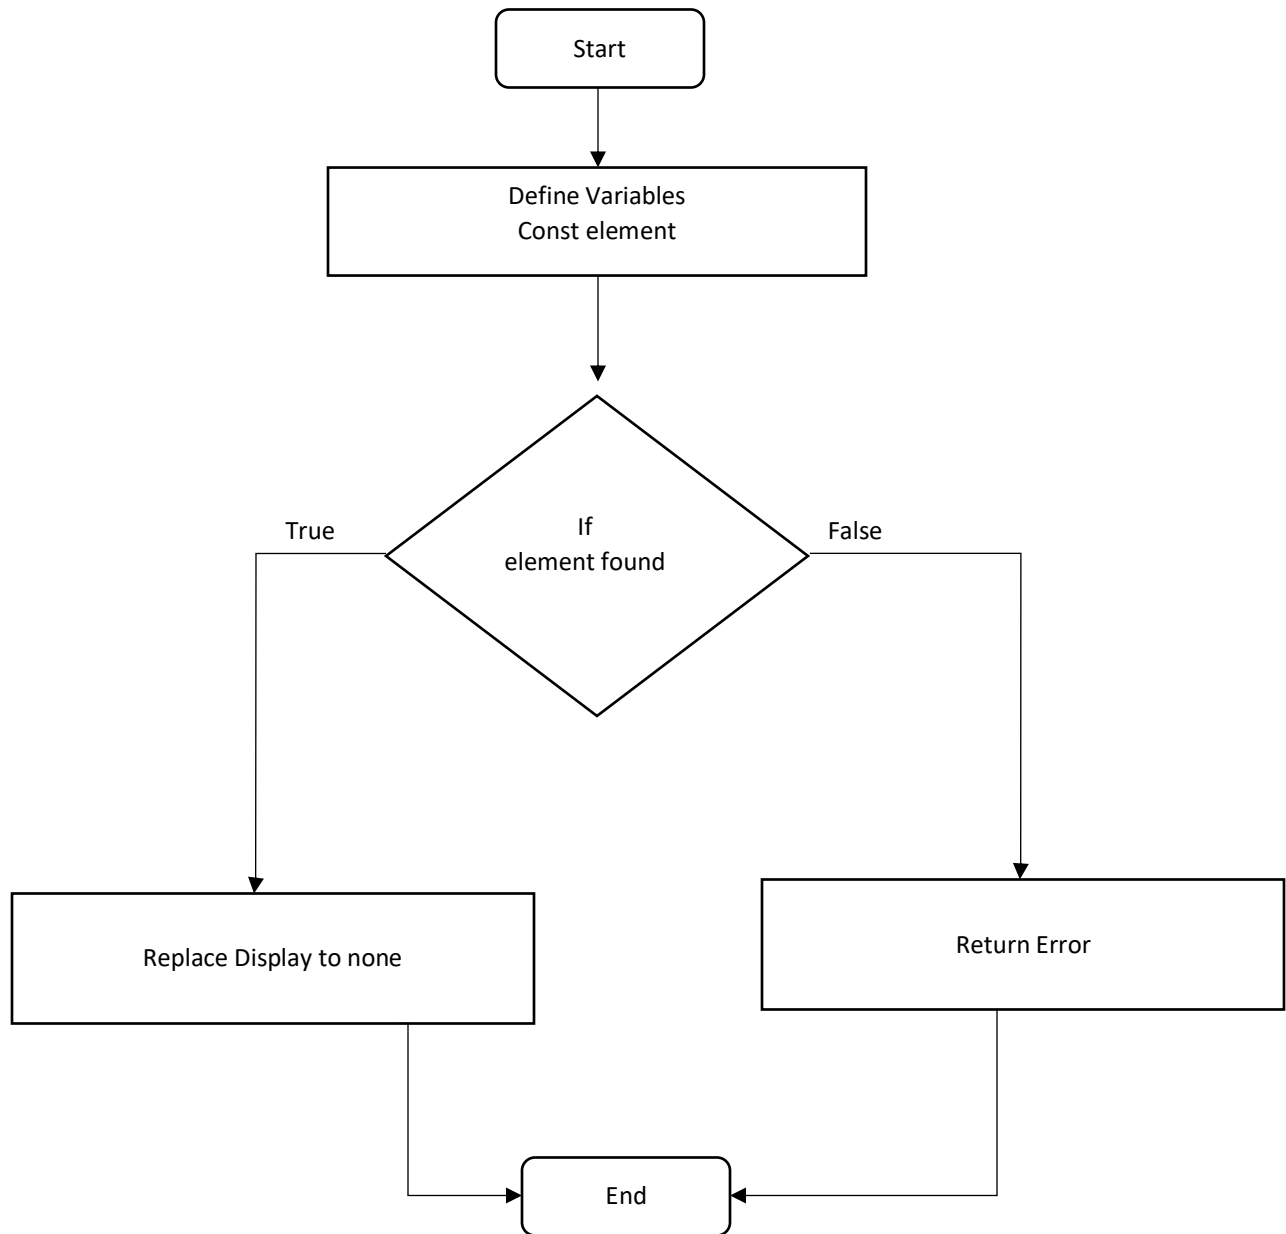 Start
Define Variables
Const element
True
If
element found
False
Replace Display to none
Return Error
End